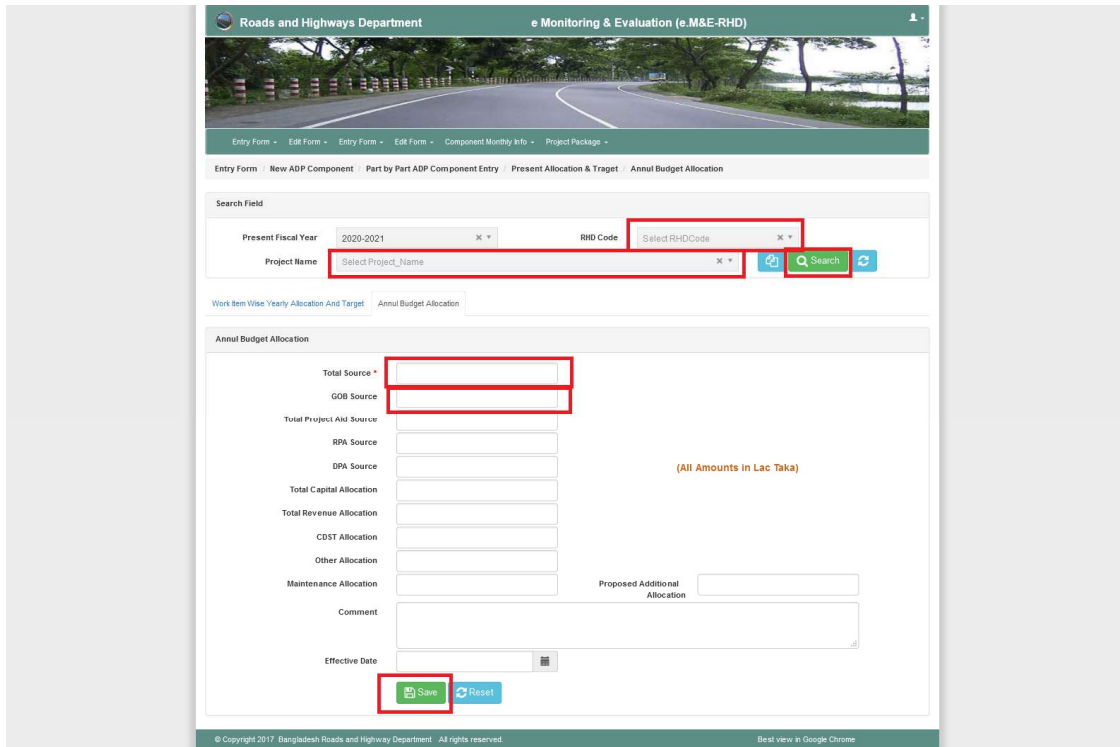 Roads and Highways Department e Monitoring & Evaluation (e.M&E-RHD)
Entry Form Edit Form Entry Form Edit Form Component Monthly Info Project Package
Entry Form / New ADP Component / Part by Part ADP Component Entry / Present Allocation & Traget / Annul Budget Allocation
Search Field
Present Fiscal Year 2020-2021 RHD Code Select RHDCode
Project Name Select Project_Name Search
Work Item Wise Yearly Allocation And Target Annul Budget Allocation
Annul Budget Allocation
Total Source *
GOB Source
Total Project Aid Source
RPA Source
DPA Source (All Amounts in Lac Taka)
Total Capital Allocation
Total Revenue Allocation
CDST Allocation
Other Allocation
Maintenance Allocation Proposed Additional
Allocation
Comment
Effective Date
Save Reset
© Copyright 2017 Bangladesh Roads and Highway Department All rights reserved. Best view in Google Chrome